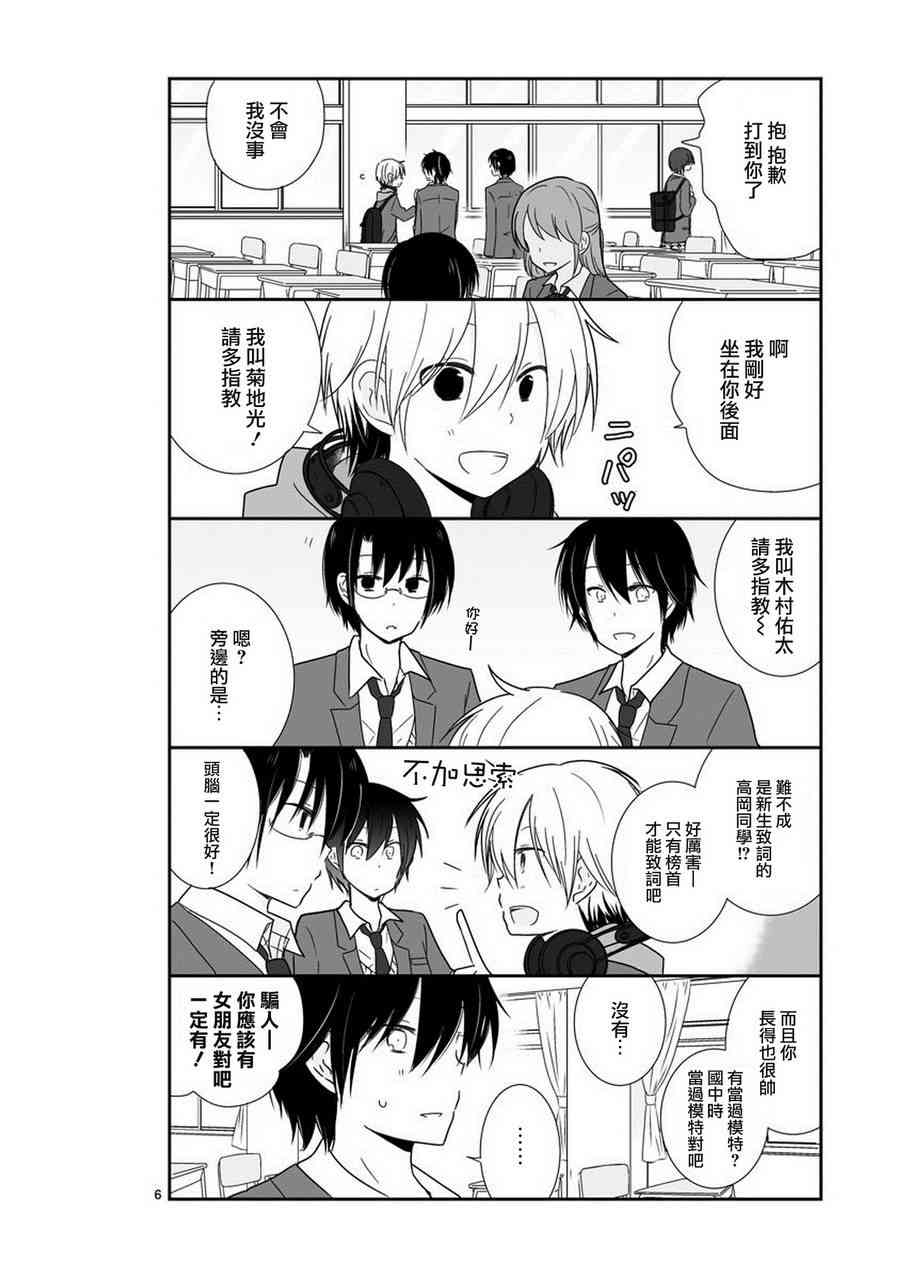 抱抱歉
打到你了
不會
我沒事
啊
我剛好
坐在你後面
ニパッ
我叫菊地光！
請多指教
我叫木村佑太
請多指教～
你好—
嗯？
旁邊的是…
難不成
是新生致詞的
高岡同學!?
好厲害—
只有榜首
才能致詞吧
不加思索
頭腦一定很好！
而且你
長得也很帥
有當過模特？
國中時
當過模特對吧
沒有…
……
騙人—
你應該有
女朋友對吧
一定有！
6